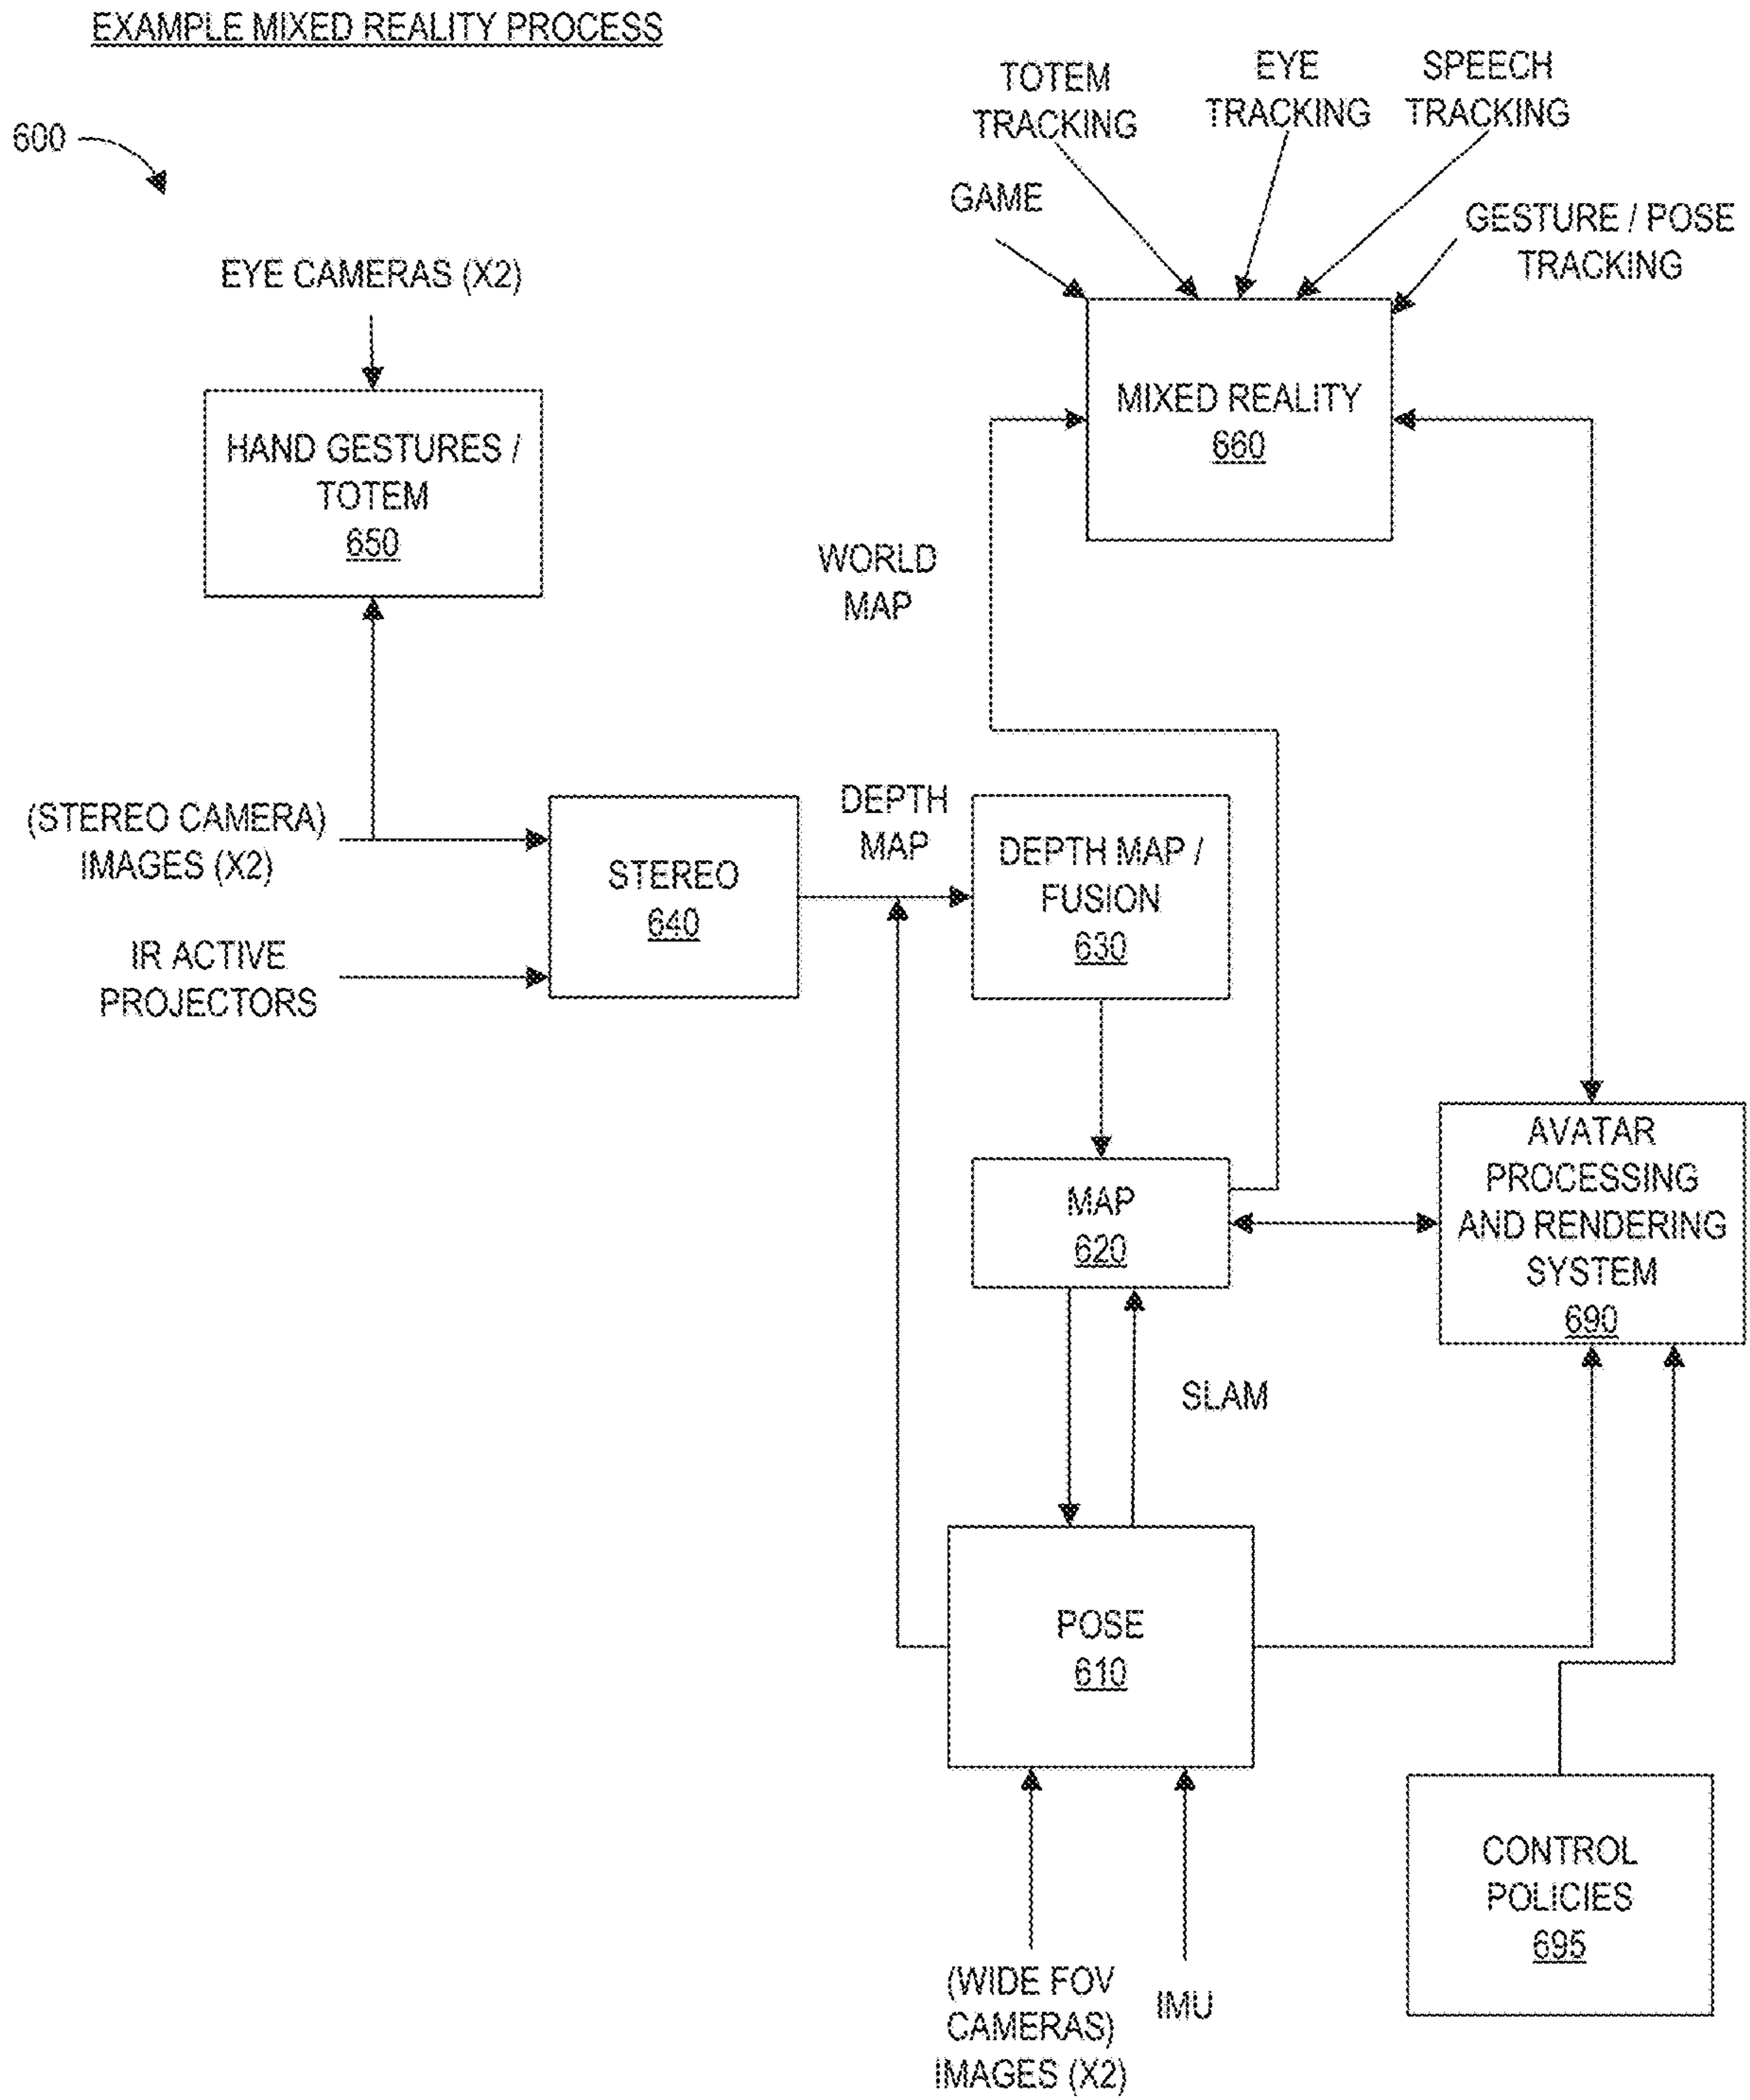 EXAMPLE MIXED REALITY PROCESS
600
TOTEM
TRACKING
EYE
TRACKING
SPEECH
TRACKING
GAME
GESTURE / POSE
TRACKING
EYE CAMERAS (X2)
HAND GESTURES /
TOTEM
650
MIXED REALITY
660
WORLD
MAP
(STEREO CAMERA)
IMAGES (X2)
IR ACTIVE
PROJECTORS
STEREO
640
DEPTH
MAP
DEPTH MAP /
FUSION
630
MAP
620
AVATAR
PROCESSING
AND RENDERING
SYSTEM
690
SLAM
POSE
610
CONTROL
POLICIES
695
(WIDE FOV
CAMERAS)
IMAGES (X2)
IMU